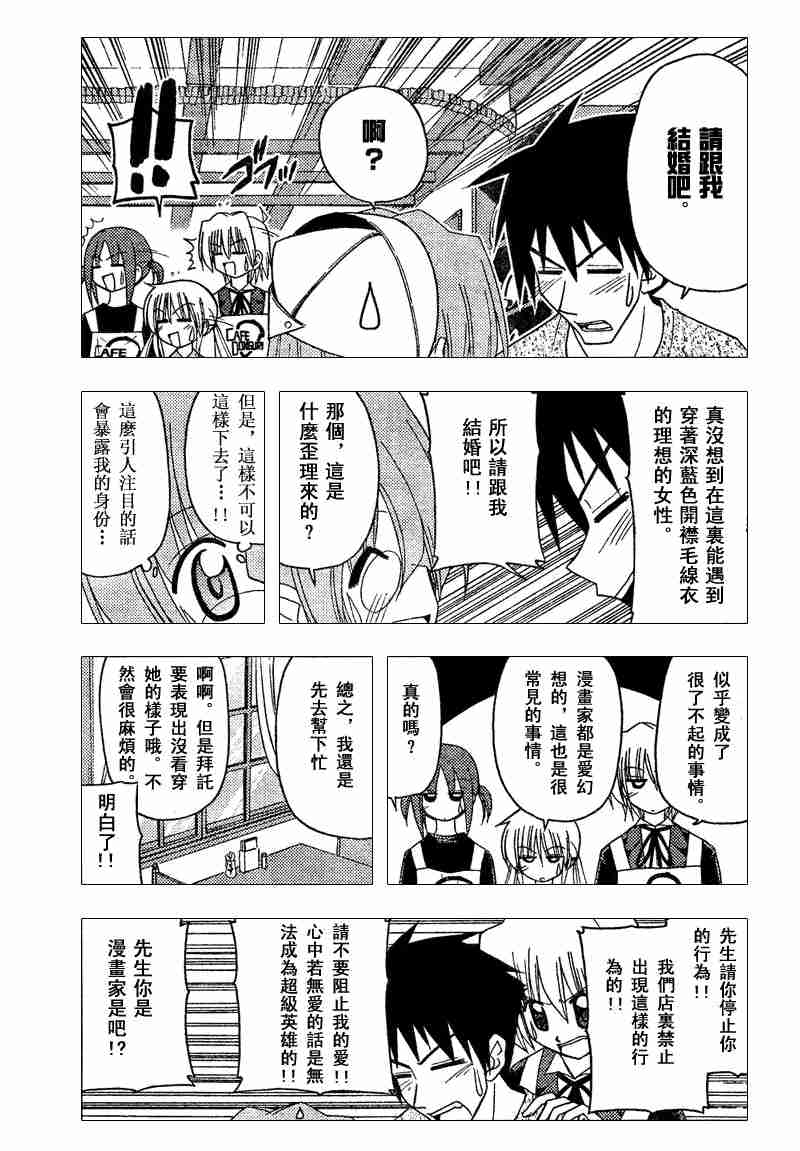 請跟我
結婚吧。
啊?
ゴゴッ!!
!!
CAFE
CAFE
真沒想到在這裏能遇到
穿著深藍色開襟毛線衣
的理想的女性。
所以請跟我
結婚吧!!
那個,這是
什麼歪理來的?
但是,這樣不可以
這樣下去了…!!
這麼引人注目的話
會暴露我的身份…
似乎變成了
很了不起的事情。
漫畫家都是愛幻
想的,這也是很
常見的事情。
真的嗎?
總之,我還是
先去幫下忙
啊啊。但是拜託
要表現出沒看穿
她的樣子哦。不
然會很麻煩的。
明白了!!
先生請你停止你
的行為!!
我們店裏禁止
出現這樣的行
為的!!
請不要阻止我的愛!!
心中若無愛的話是無
法成為超級英雄的!!
先生你是
漫畫家是吧!?